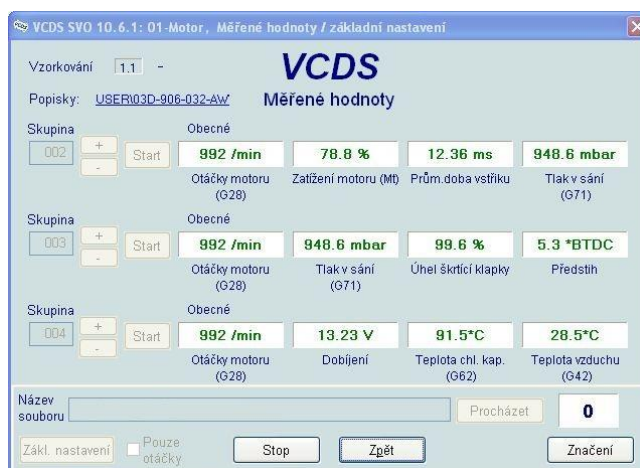 VCDS SVO 10.6.1: 01-Motor, Měřené hodnoty / základní nastavení
Vzorkování 1.1 -
VCDS
Popisky: USER\03D-906-032-AW
Měřené hodnoty
Skupina Obecné
002 + - Start 992 /min 78.8 % 12.36 ms 948.6 mbar
Otáčky motoru (G28) Zatížení motoru (Mt) Prům.doba vstřiku Tlak v sání (G71)
Skupina Obecné
003 + - Start 992 /min 948.6 mbar 99.6 % 5.3 *BTDC
Otáčky motoru (G28) Tlak v sání (G71) Úhel škrtící klapky Předstih
Skupina Obecné
004 + - Start 992 /min 13.23 V 91.5*C 28.5*C
Otáčky motoru (G28) Dobíjení Teplota chl. kap. (G62) Teplota vzduchu (G42)
Název souboru Procházet 0
Zákl. nastavení Pouze otáčky Stop Zpět Značení